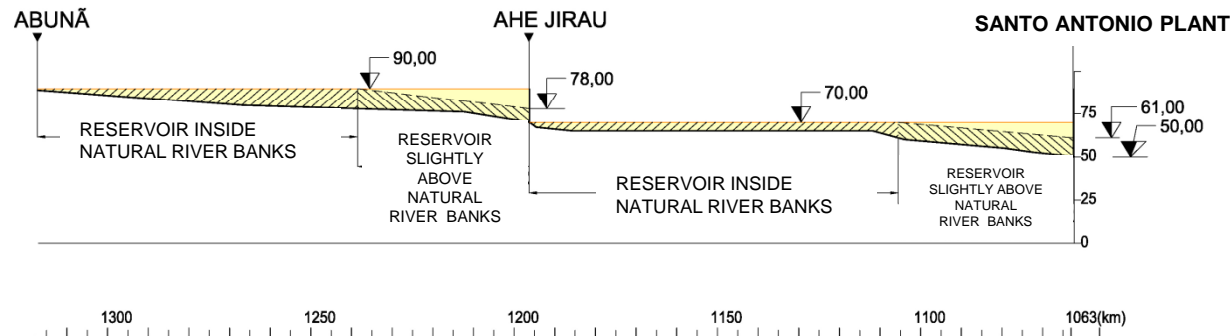 ABUNÃ
AHE JIRAU
SANTO ANTONIO PLANT
90,00
78,00
70,00
75
61,00
50,00
50
25
0
RESERVOIR INSIDE
NATURAL RIVER BANKS
RESERVOIR
SLIGHTLY
ABOVE
NATURAL
RIVER BANKS
RESERVOIR INSIDE
NATURAL RIVER BANKS
RESERVOIR
SLIGHTLY ABOVE
NATURAL
RIVER BANKS
1300 1250 1200 1150 1100 1063(km)